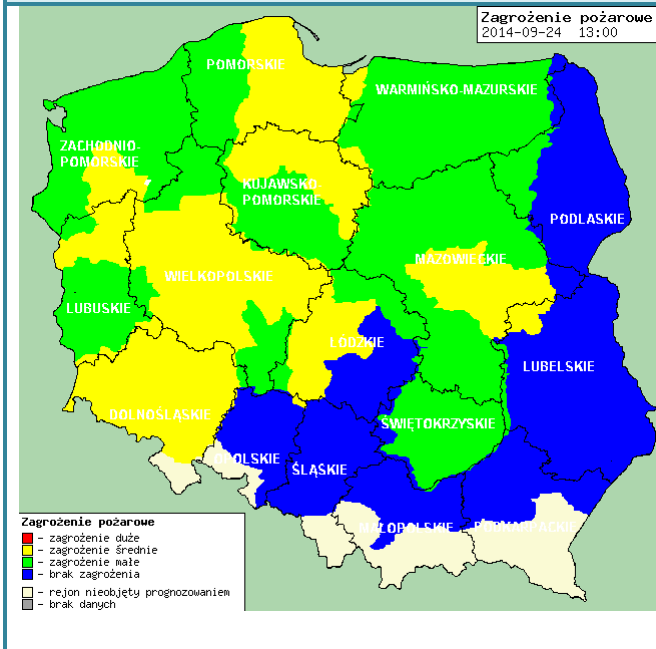 Zagrożenie pożarowe
2014-09-24 13:00
POMORSKIE
WARMIŃSKO-MAZURSKIE
ZACHODNIO-
POMORSKIE
KUJAWSKO-
POMORSKIE
PODLASKIE
MAZOWIECKIE
WIELKOPOLSKIE
LUBUSKIE
ŁÓDZKIE
LUBELSKIE
DOLNOŚLĄSKIE
ŚWIĘTOKRZYSKIE
OPOLSKIE
ŚLĄSKIE
MAŁOPOLSKIE
PODKARPACKIE
Zagrożenie pożarowe
- zagrożenie duże
- zagrożenie średnie
- zagrożenie małe
- brak zagrożenia
- rejon nieobjęty prognozowaniem
- brak danych